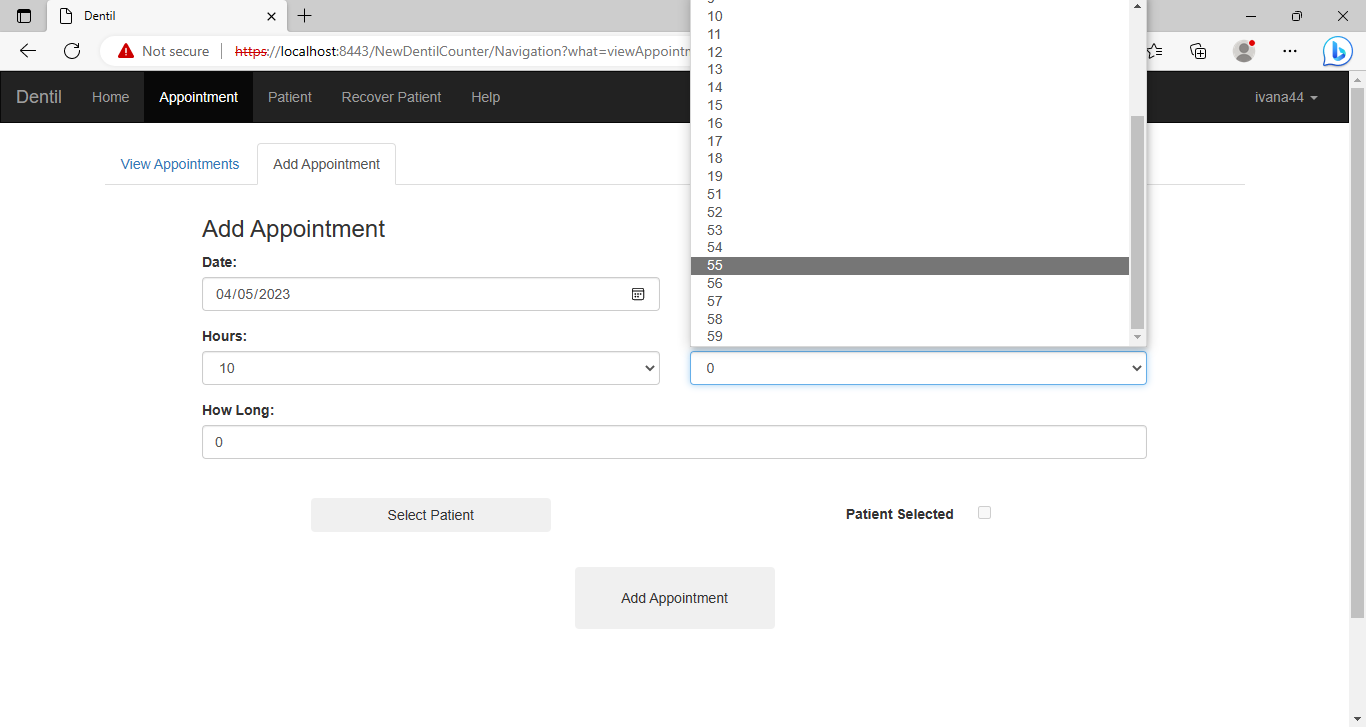 Dentil
Not secure
https://localhost:8443/NewDentilCounter/Navigation?what=viewAppointr
Dentil
Home
Appointment
Patient
Recover Patient
Help
ivana44
View Appointments
Add Appointment
Add Appointment
Date:
04/05/2023
Hours:
10
10
11
12
13
14
15
16
17
18
19
51
52
53
54
55
56
57
58
59
0
How Long:
0
Select Patient
Patient Selected
Add Appointment